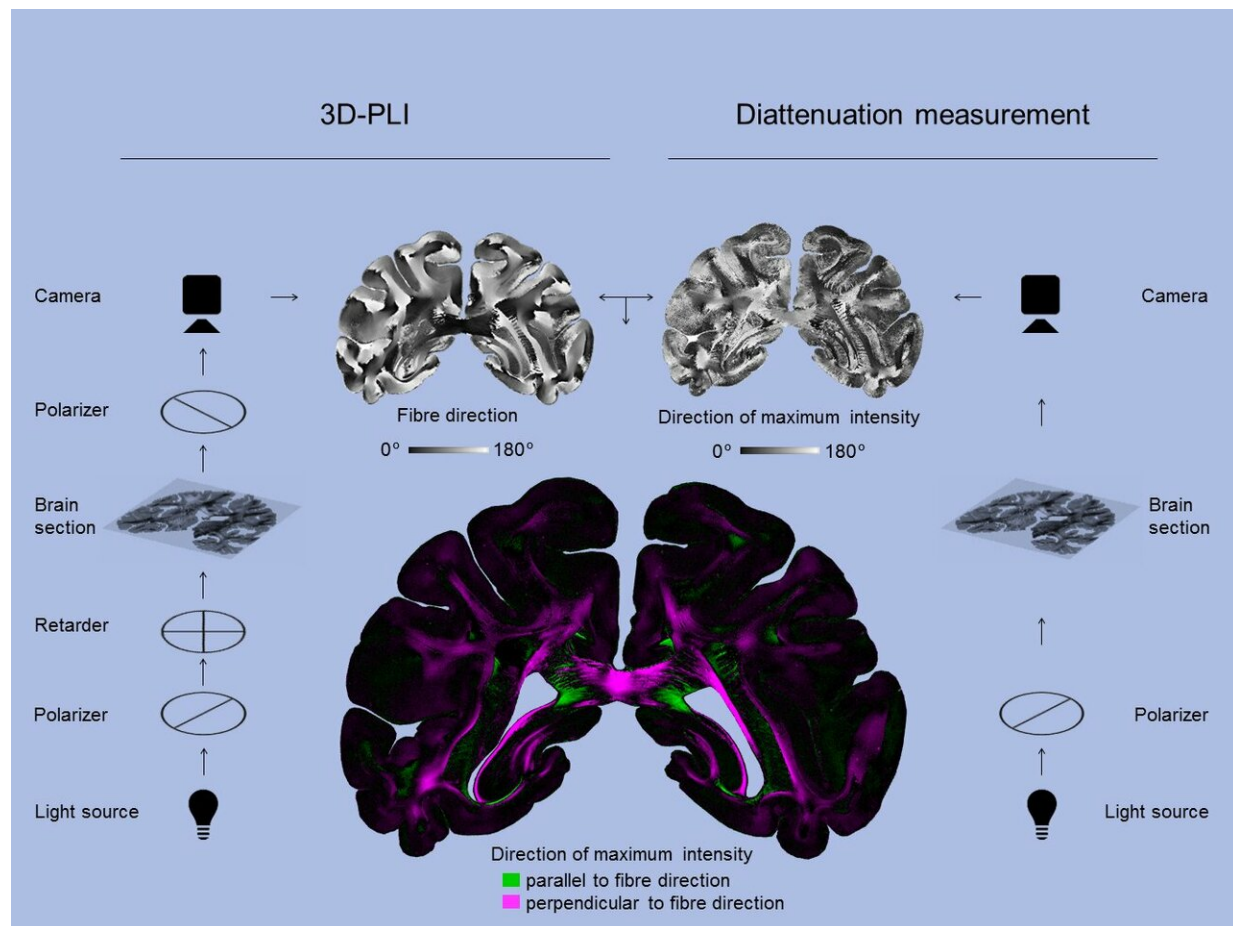 3D-PLI
Diattenuation measurement
Camera
Polarizer
Brain
section
Retarder
Polarizer
Light source
Fibre direction
0° 180°
Direction of maximum intensity
0° 180°
Camera
Brain
section
Polarizer
Light source
Direction of maximum intensity
parallel to fibre direction
perpendicular to fibre direction